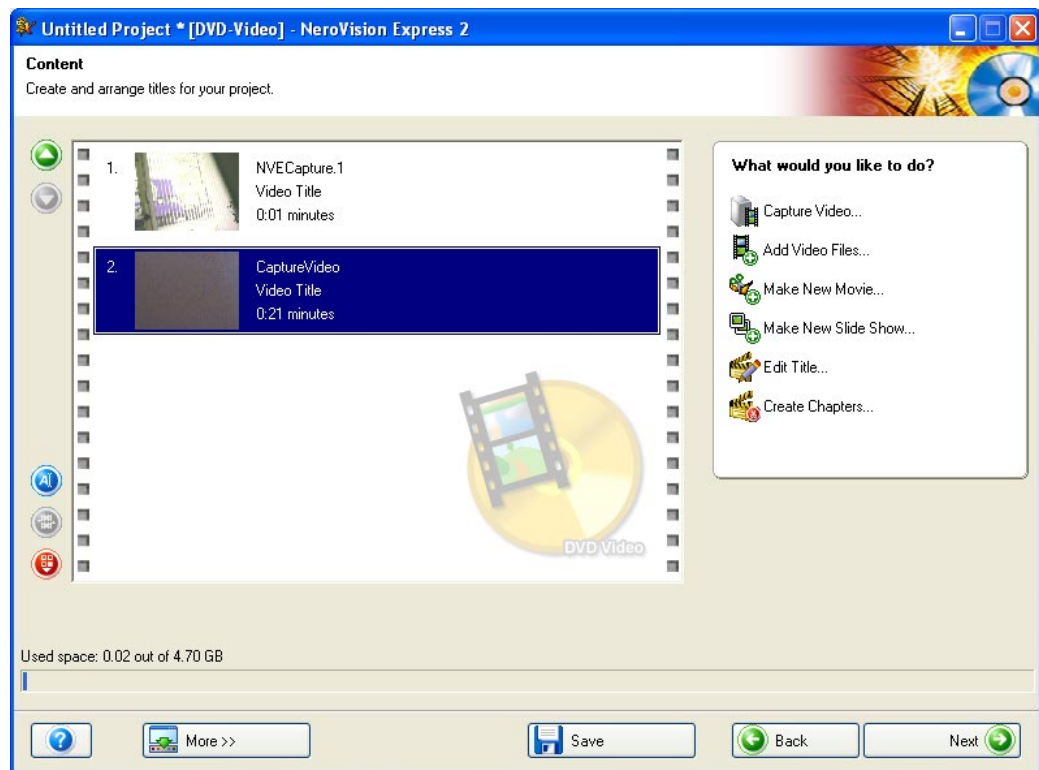 Untitled Project * [DVD-Video] - NeroVision Express 2
Content
Create and arrange titles for your project.
1.
NVECapture.1
Video Title
0:01 minutes
2.
CaptureVideo
Video Title
0:21 minutes
DVD Video
What would you like to do?
Capture Video...
Add Video Files...
Make New Movie...
Make New Slide Show...
Edit Title...
Create Chapters...
Used space: 0.02 out of 4.70 GB
More >>
Save
Back
Next